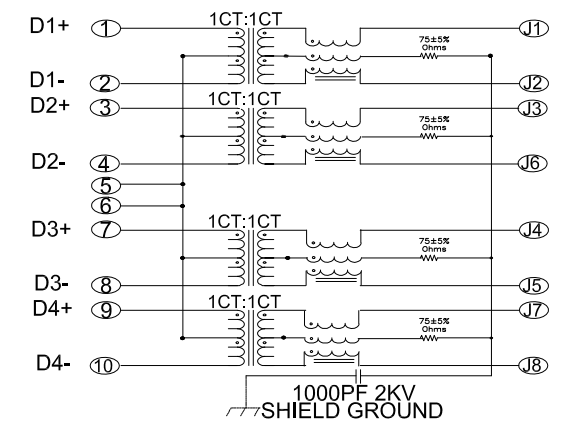 1CT:1CT
D1+ 1 J1
75±5%
Ohms
D1- 2 J2
1CT:1CT
D2+ 3 J3
75±5%
Ohms
D2- 4 J6
5
6
1CT:1CT
D3+ 7 J4
75±5%
Ohms
D3- 8 J5
1CT:1CT
D4+ 9 J7
75±5%
Ohms
D4- 10 J8
1000PF 2KV
SHIELD GROUND